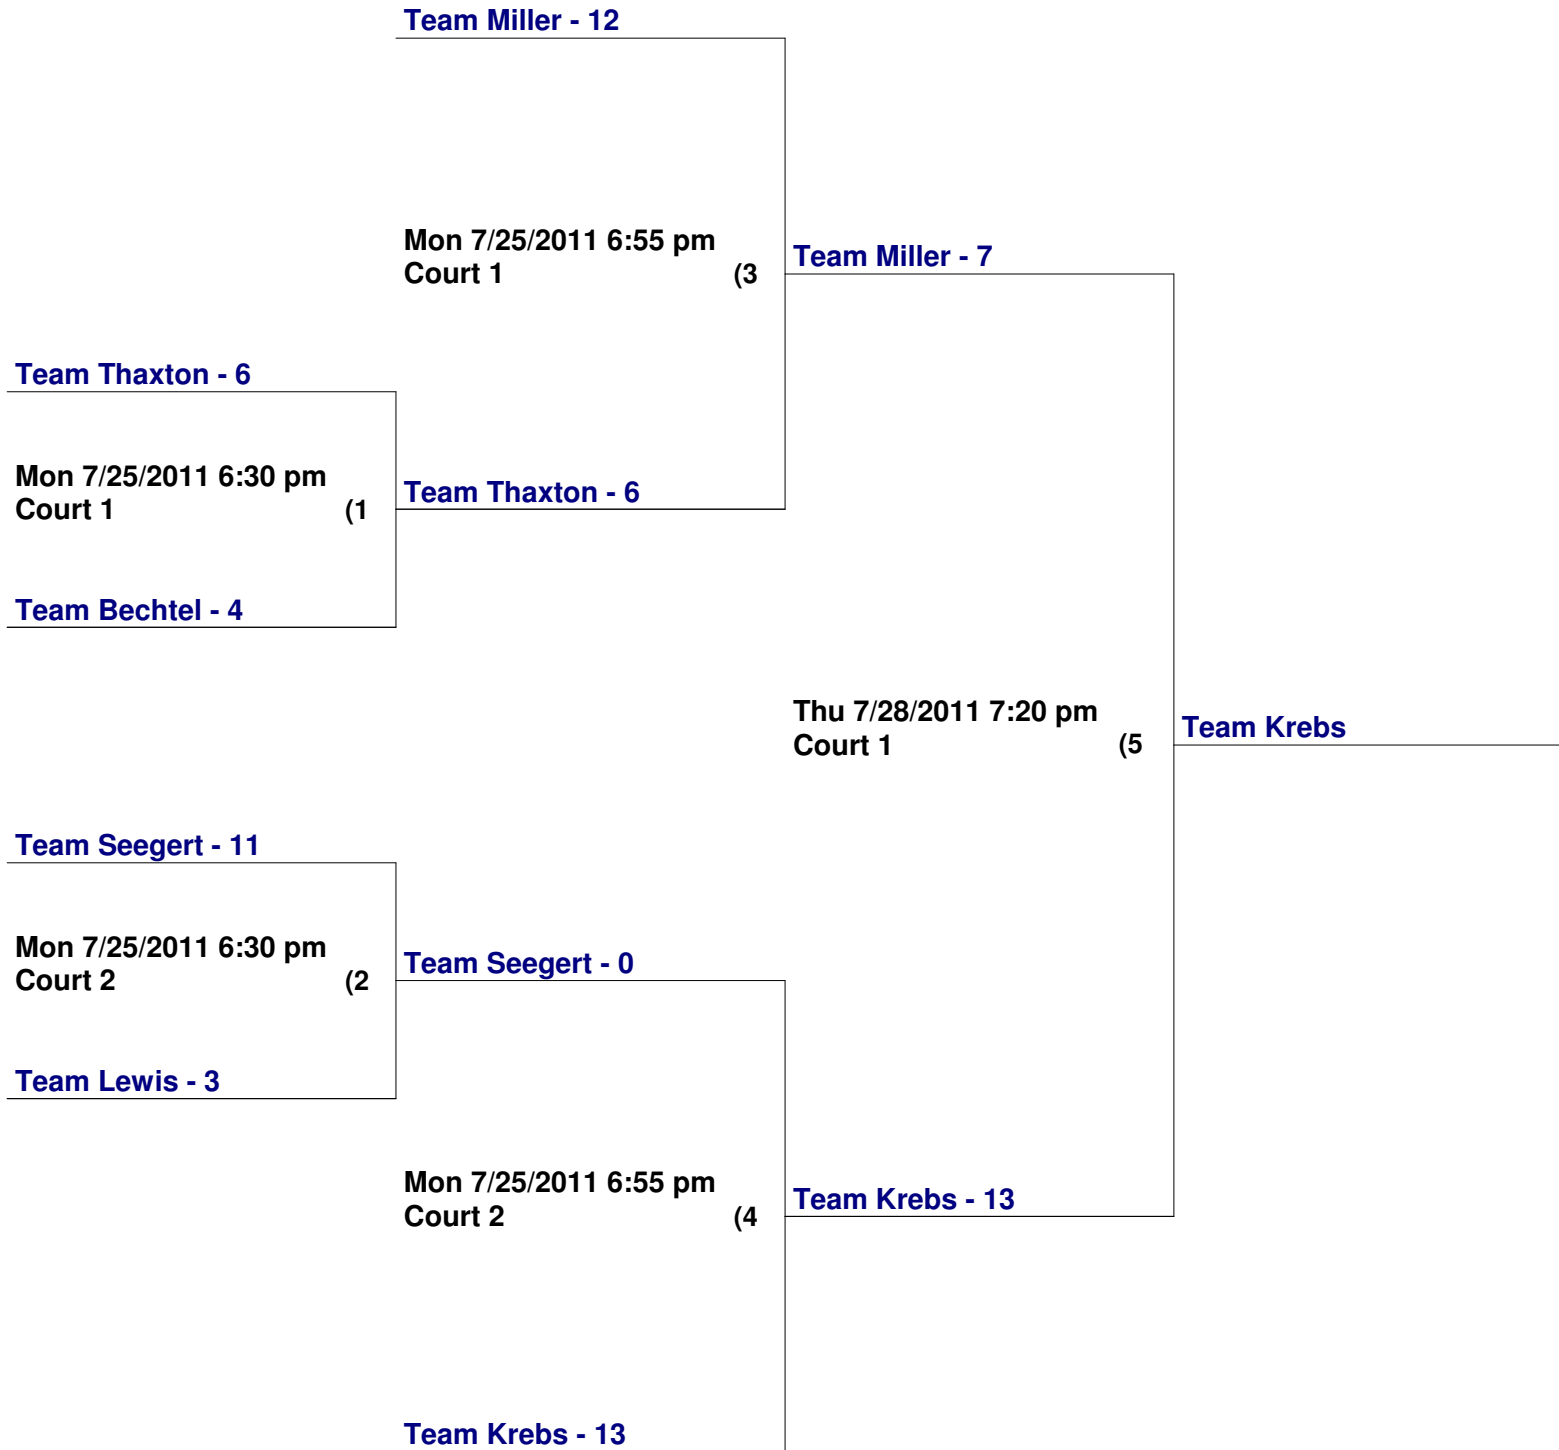 Team Miller - 12
Mon 7/25/2011 6:55 pm
Court 1 (3
Team Miller - 7
Team Thaxton - 6
Mon 7/25/2011 6:30 pm
Court 1 (1
Team Thaxton - 6
Team Bechtel - 4
Thu 7/28/2011 7:20 pm
Court 1 (5
Team Krebs
Team Seegert - 11
Mon 7/25/2011 6:30 pm
Court 2 (2
Team Seegert - 0
Team Lewis - 3
Mon 7/25/2011 6:55 pm
Court 2 (4
Team Krebs - 13
Team Krebs - 13